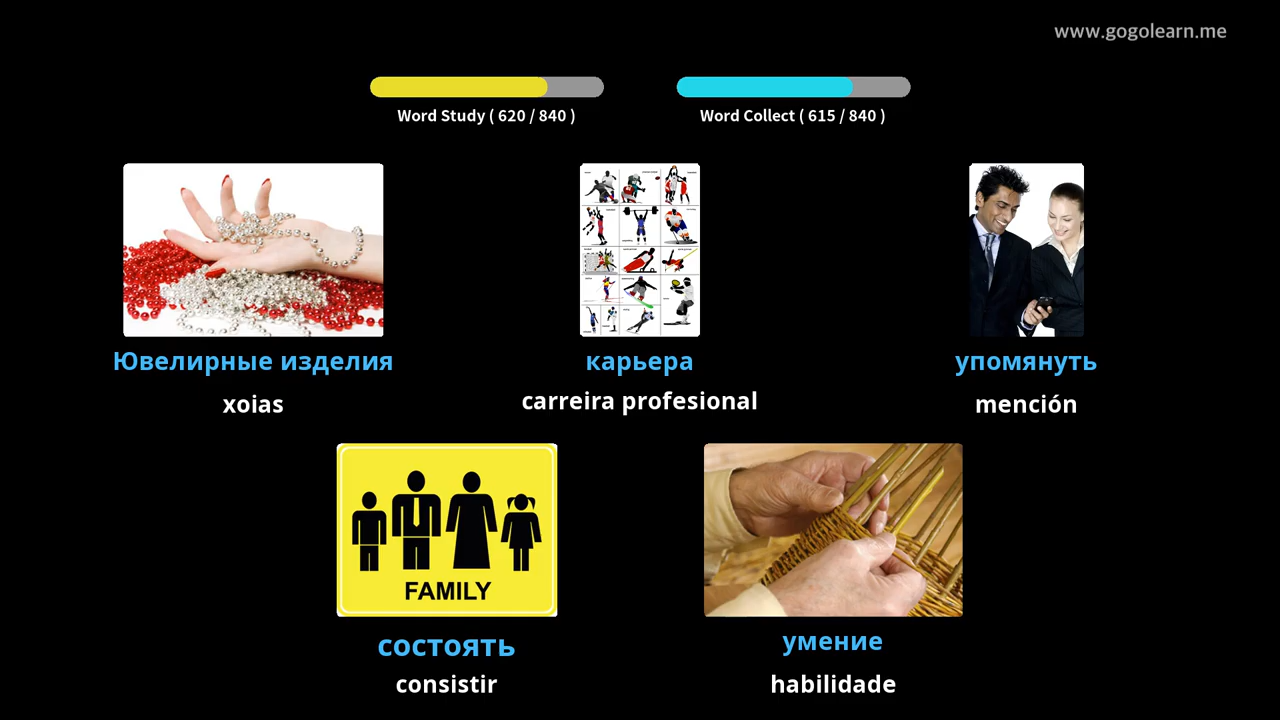 www.gogolearn.me
Word Study ( 620 / 840 )
Word Collect ( 615 / 840 )
Ювелирные изделия
xoias
карьера
carreira profesional
упомянуть
mención
FAMILY
состоять
consistir
умение
habilidade